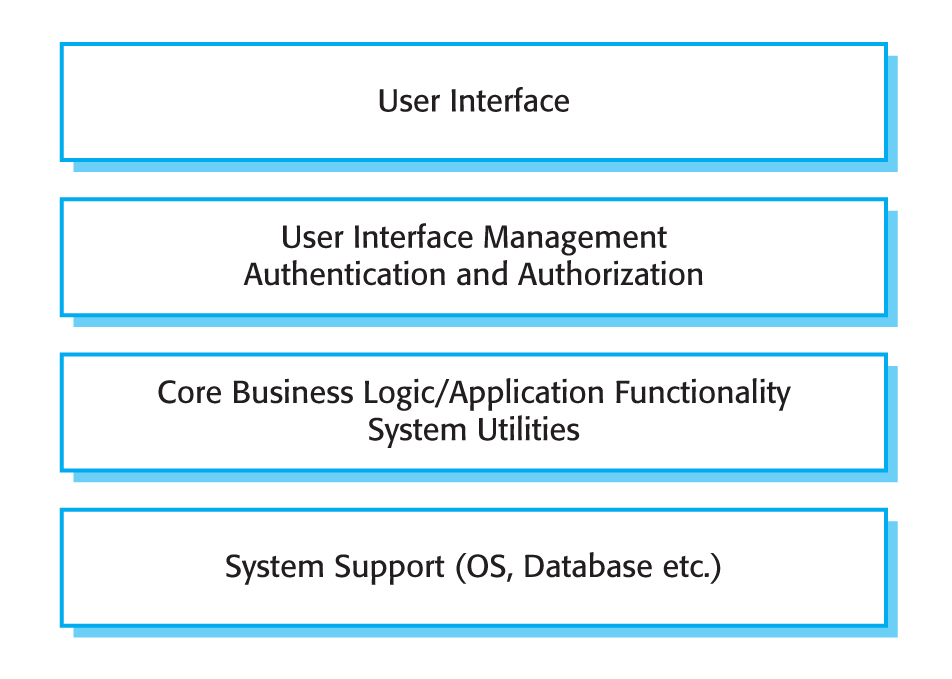 User Interface
User Interface Management
Authentication and Authorization
Core Business Logic/Application Functionality
System Utilities
System Support (OS, Database etc.)